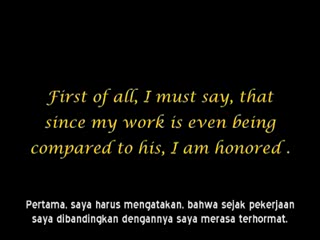 First of all, I must say, that
since my work is even being
compared to his, I am honored .
Pertama, saya harus mengatakan, bahwa sejak pekerjaan
saya dibandingkan dengannya saya merasa terhormat.